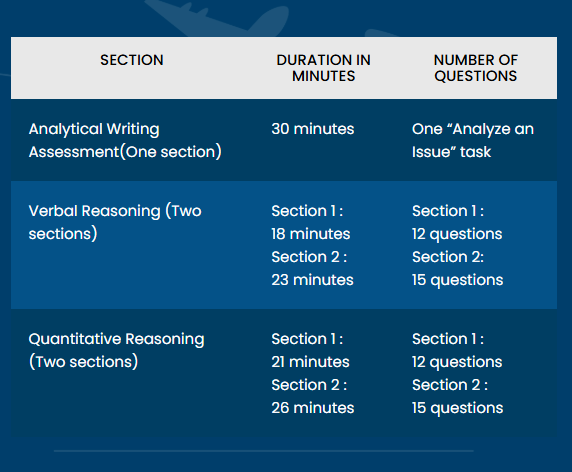 SECTION
DURATION IN
MINUTES
NUMBER OF
QUESTIONS
Analytical Writing
Assessment(One section)
30 minutes
One “Analyze an
Issue” task
Verbal Reasoning (Two
sections)
Section 1 :
18 minutes
Section 2 :
23 minutes
Section 1 :
12 questions
Section 2:
15 questions
Quantitative Reasoning
(Two sections)
Section 1 :
21 minutes
Section 2 :
26 minutes
Section 1 :
12 questions
Section 2 :
15 questions